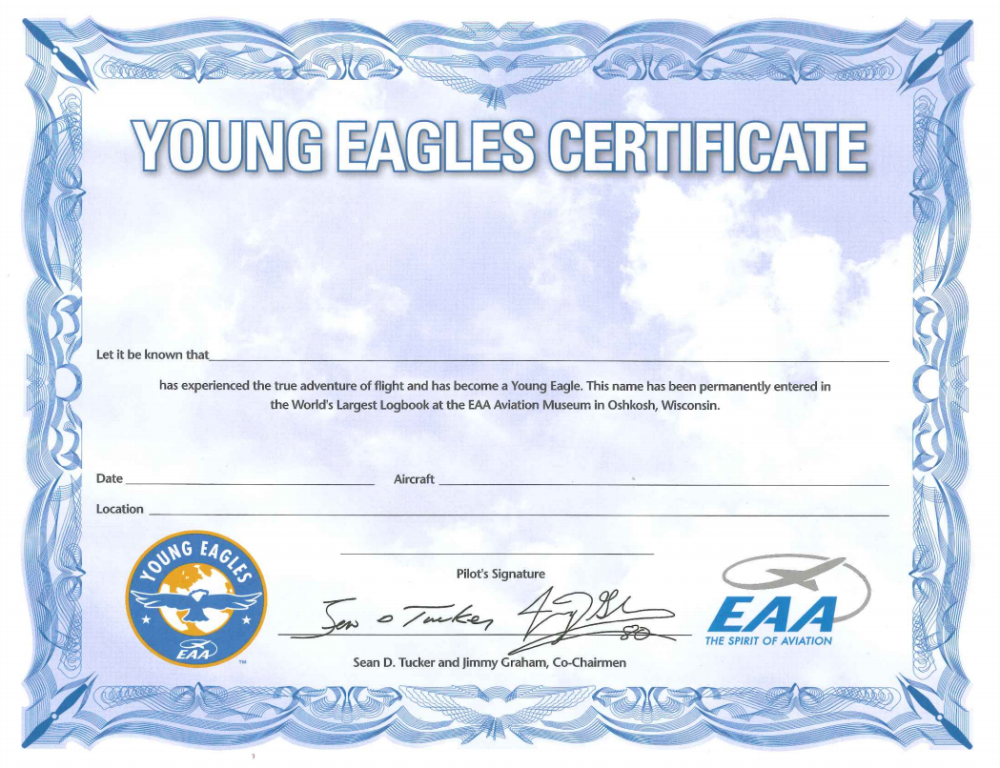 YOUNG EAGLES CERTIFICATE
Let it be known that
has experienced the true adventure of flight and has become a Young Eagle. This name has been permanently entered in
the World's Largest Logbook at the EAA Aviation Museum in Oshkosh, Wisconsin.
Date Aircraft
Location
Pilot's Signature
YOUNG EAGLES
EAA
TM
Sean D Tucker
80
Sean D. Tucker and Jimmy Graham, Co-Chairmen
EAA
THE SPIRIT OF AVIATION